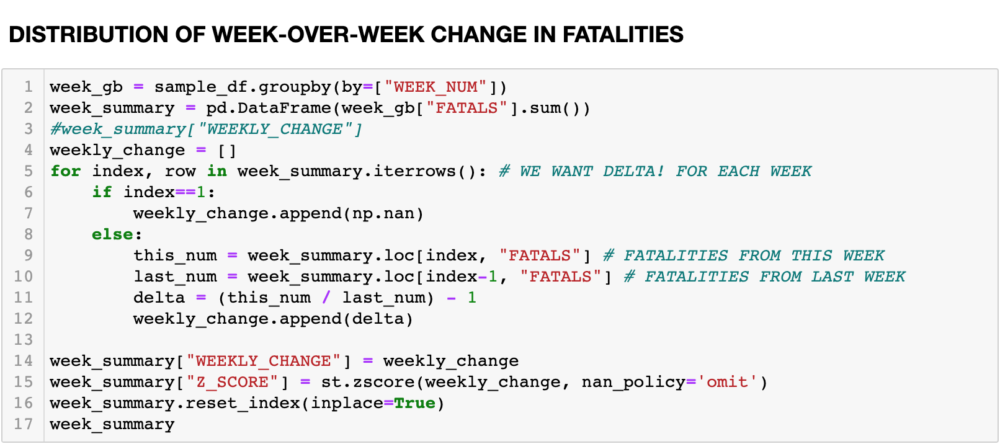 DISTRIBUTION OF WEEK-OVER-WEEK CHANGE IN FATALITIES
1 week_gb = sample_df.groupby(by=["WEEK_NUM"])
2 week_summary = pd.DataFrame(week_gb["FATALS"].sum())
3 #week_summary["WEEKLY_CHANGE"]
4 weekly_change = []
5 for index, row in week_summary.iterrows(): # WE WANT DELTA! FOR EACH WEEK
6     if index==1:
7         weekly_change.append(np.nan)
8     else:
9         this_num = week_summary.loc[index, "FATALS"] # FATALITIES FROM THIS WEEK
10         last_num = week_summary.loc[index-1, "FATALS"] # FATALITIES FROM LAST WEEK
11         delta = (this_num / last_num) - 1
12         weekly_change.append(delta)
13
14 week_summary["WEEKLY_CHANGE"] = weekly_change
15 week_summary["Z_SCORE"] = st.zscore(weekly_change, nan_policy='omit')
16 week_summary.reset_index(inplace=True)
17 week_summary